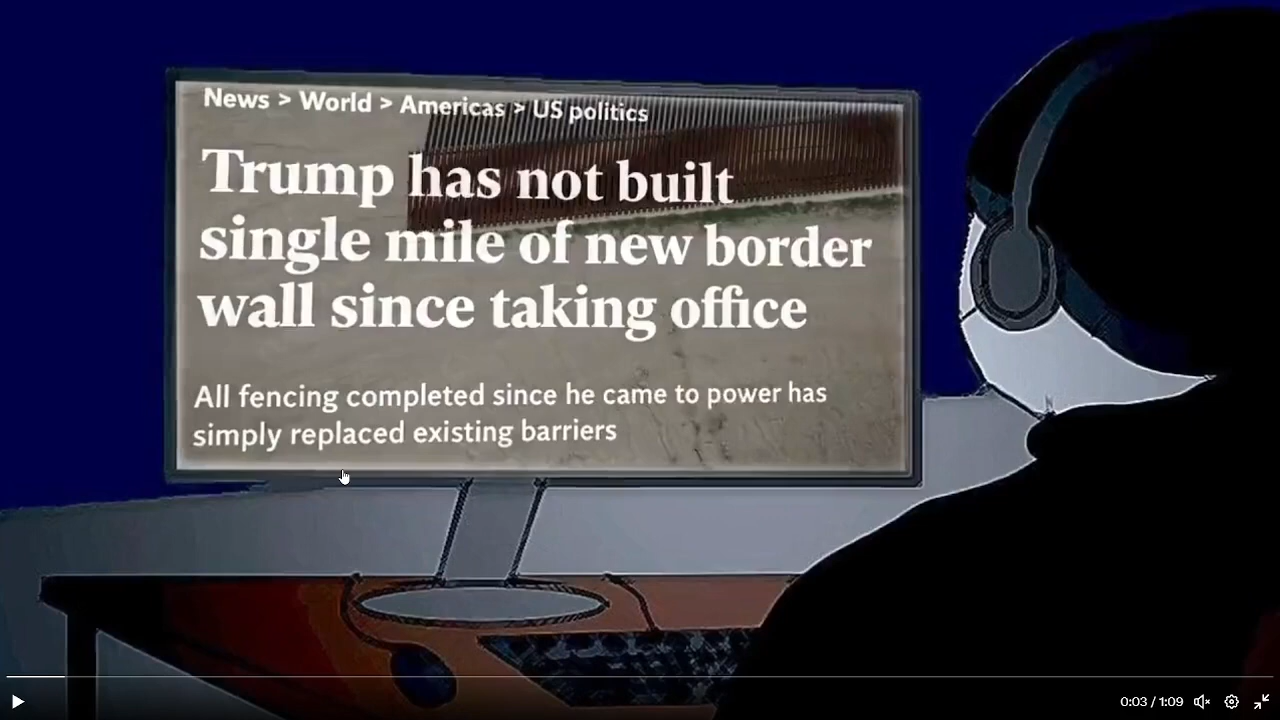 News > World > Americas > US politics
Trump has not built
single mile of new border
wall since taking office
All fencing completed since he came to power has
simply replaced existing barriers
0:03 / 1:09